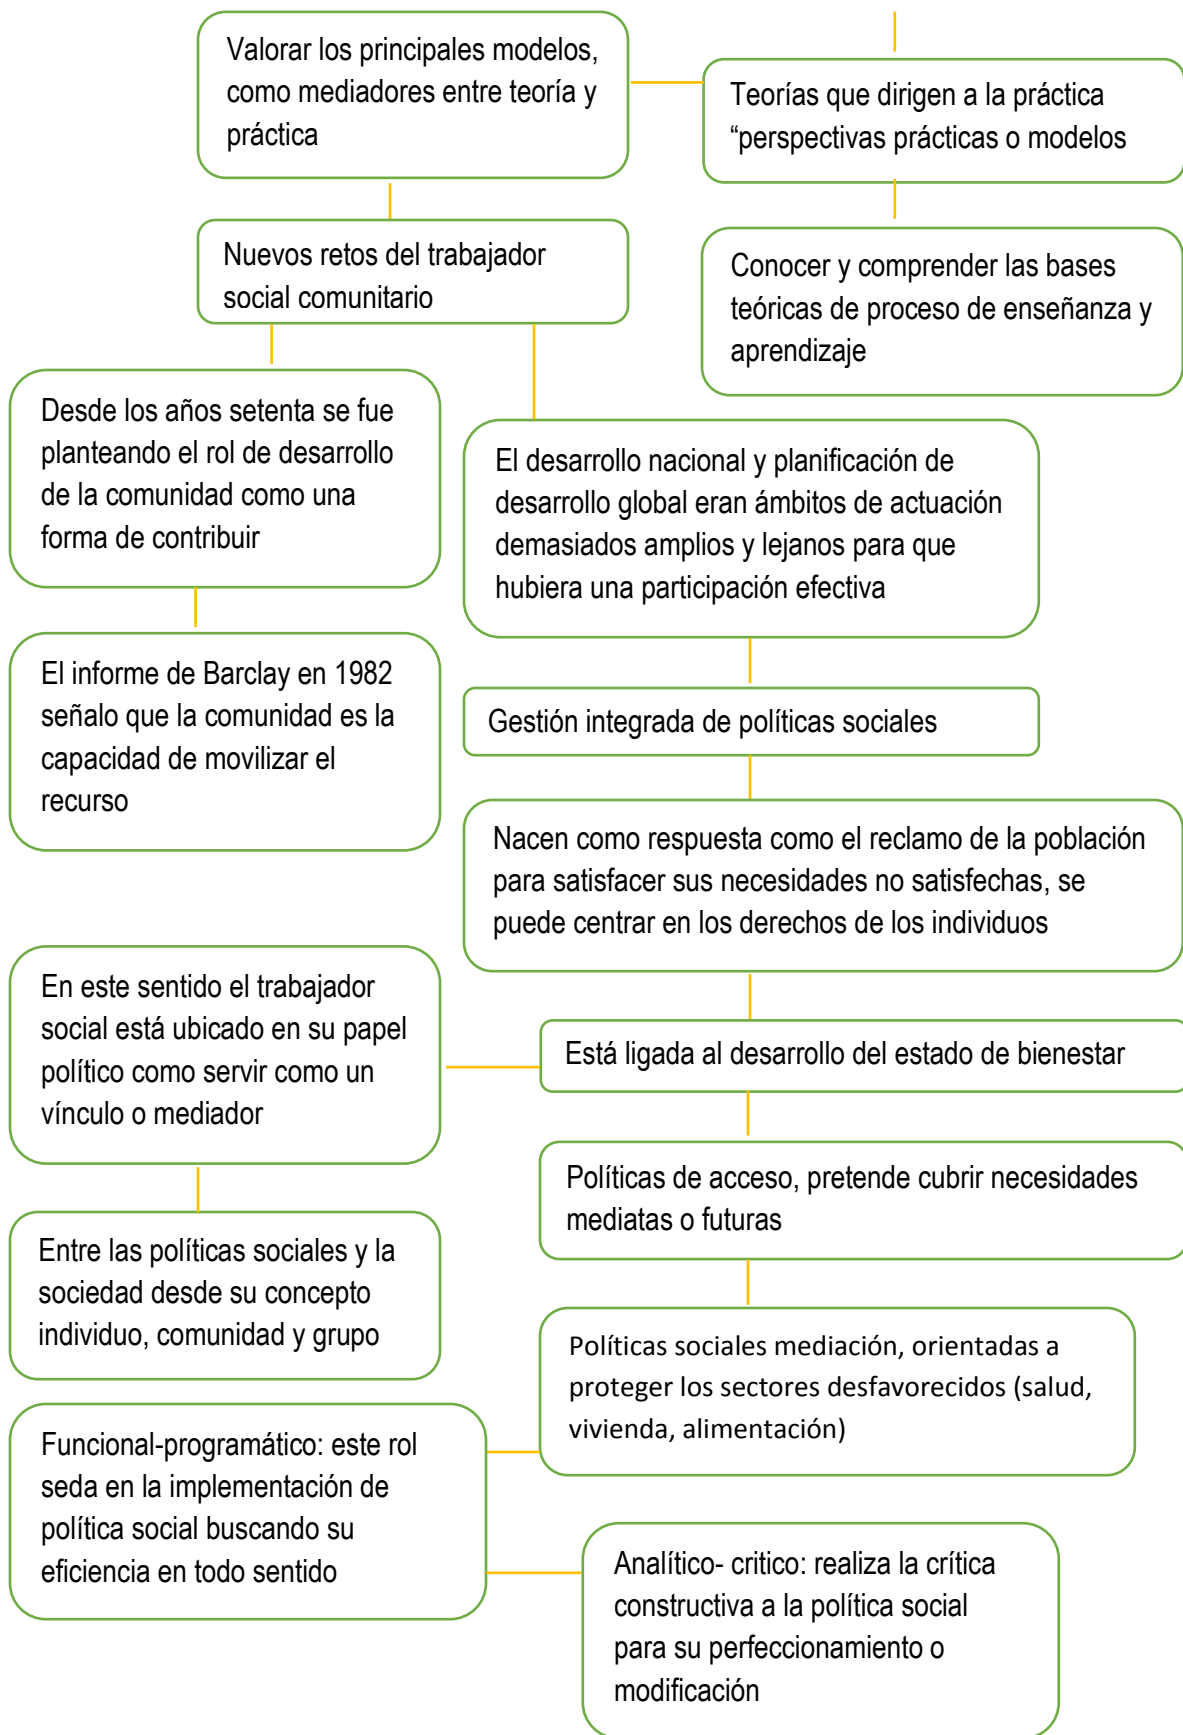 Valorar los principales modelos,
como mediadores entre teoría y
práctica
Teorías que dirigen a la práctica
“perspectivas prácticas o modelos
Nuevos retos del trabajador
social comunitario
Conocer y comprender las bases
teóricas de proceso de enseñanza y
aprendizaje
Desde los años setenta se fue
planteando el rol de desarrollo
de la comunidad como una
forma de contribuir
El desarrollo nacional y planificación de
desarrollo global eran ámbitos de actuación
demasiados amplios y lejanos para que
hubiera una participación efectiva
El informe de Barclay en 1982
señalo que la comunidad es la
capacidad de movilizar el
recurso
Gestión integrada de políticas sociales
Nacen como respuesta como el reclamo de la población
para satisfacer sus necesidades no satisfechas, se
puede centrar en los derechos de los individuos
En este sentido el trabajador
social está ubicado en su papel
político como servir como un
vínculo o mediador
Está ligada al desarrollo del estado de bienestar
Políticas de acceso, pretende cubrir necesidades
mediatas o futuras
Entre las políticas sociales y la
sociedad desde su concepto
individuo, comunidad y grupo
Políticas sociales mediación, orientadas a
proteger los sectores desfavorecidos (salud,
vivienda, alimentación)
Funcional-programático: este rol
seda en la implementación de
política social buscando su
eficiencia en todo sentido
Analítico- critico: realiza la crítica
constructiva a la política social
para su perfeccionamiento o
modificación